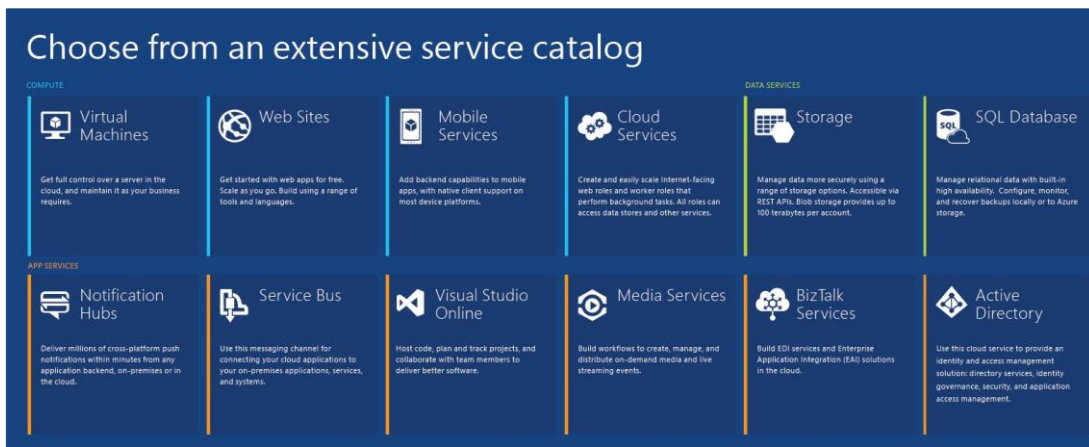 Choose from an extensive service catalog
COMPUTE
Virtual
Machines
Get full control over a server in the
cloud, and maintain it as your business
requires.
Web Sites
Get started with web apps for free.
Scale as you go. Build using a range of
tools and languages.
Mobile
Services
Add backend capabilities to mobile
apps, with native client support on
most device platforms.
Cloud
Services
Create and easily scale Internet-facing
web roles and worker roles that
perform background tasks. All roles can
access data stores and other services.
DATA SERVICES
Storage
Manage data more securely using a
range of storage options. Accessible via
REST APIs. Blob storage provides up to
100 terabytes per account.
SQL
SQL Database
Manage relational data with built-in
high availability. Configure, monitor,
and recover backups locally or to Azure
storage.
APP SERVICES
Notification
Hubs
Deliver millions of cross-platform push
notifications within minutes from any
application backend, on-premises or in
the cloud.
Service Bus
Use this messaging channel for
connecting your cloud applications to
your on-premises applications, services,
and systems.
Visual Studio
Online
Host code, plan and track projects, and
collaborate with team members to
deliver better software.
Media Services
Build workflows to create, manage, and
distribute on-demand media and live
streaming events.
BizTalk
Services
Build EDI services and Enterprise
Application Integration (EAI) solutions
in the cloud.
Active
Directory
Use this cloud service to provide an
identity and access management
solution: directory services, identity
governance, security, and application
access management.